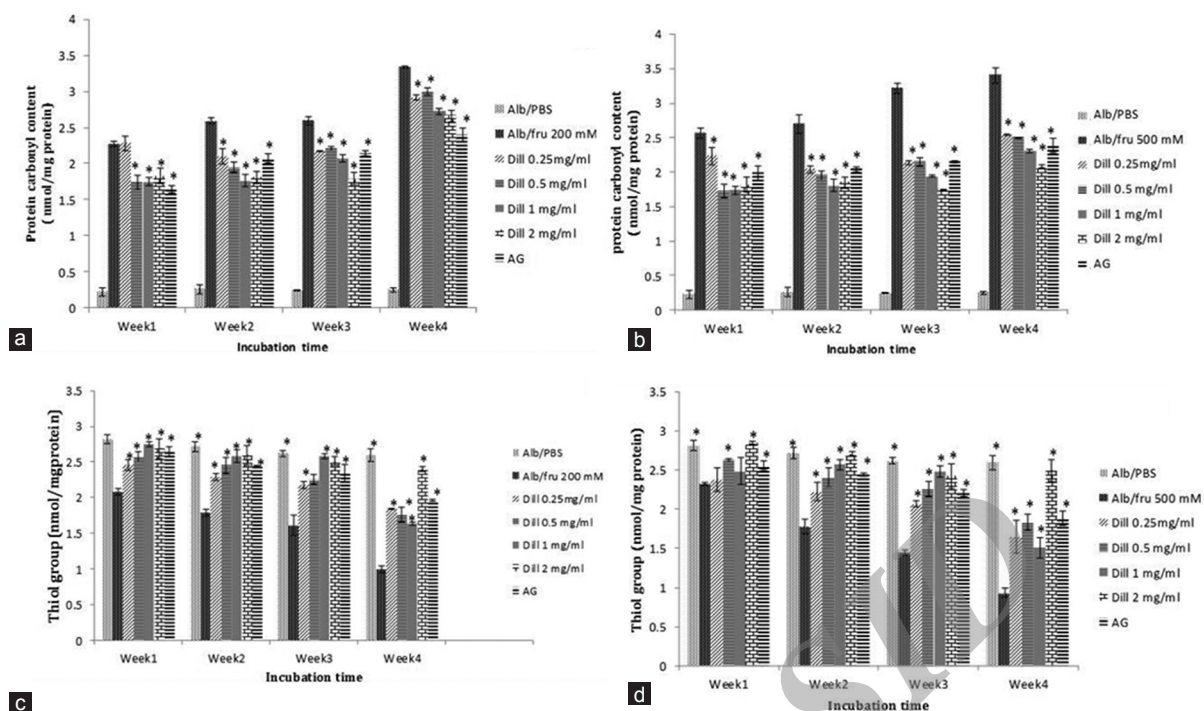 4
3.5
3
2.5
2
1.5
1
0.5
0
Protein carbonyl content
( nmol/mg protein)
* * * * *
* * * * *
* * * * *
* * * * *
Week1 Week2 Week3 Week4
Incubation time
Alb/PBS
Alb/fru 200 mM
Dill 0.25mg/ml
Dill 0.5 mg/ml
Dill 1 mg/ml
Dill 2 mg/ml
AG
a
4
3.5
3
2.5
2
1.5
1
0.5
0
protein carbonyl content
(nmol/mg protein)
Week1 Week2 Week3 Week4
Incubation time
Alb/PBS
Alb/fru 500 mM
Dill 0.25mg/ml
Dill 0.5 mg/ml
Dill 1 mg/ml
Dill 2 mg/ml
AG
b
3.5
3
2.5
2
1.5
1
0.5
0
Thiol group (nmol/mgprotein)
Week1 Week2 Week3 Week4
Incubation time
Alb/PBS
Alb/fru 200 mM
Dill 0.25mg/ml
Dill 0.5 mg/ml
Dill 1 mg/ml
Dill 2 mg/ml
AG
c
3.5
3
2.5
2
1.5
1
0.5
0
Thiol group (nmol/mg protein)
Week1 Week2 Week3 Week4
Incubation time
Alb/PBS
Alb/fru 500 mM
Dill 0.25mg/ml
Dill 0.5 mg/ml
Dill 1 mg/ml
Dill 2 mg/ml
AG
d
SID